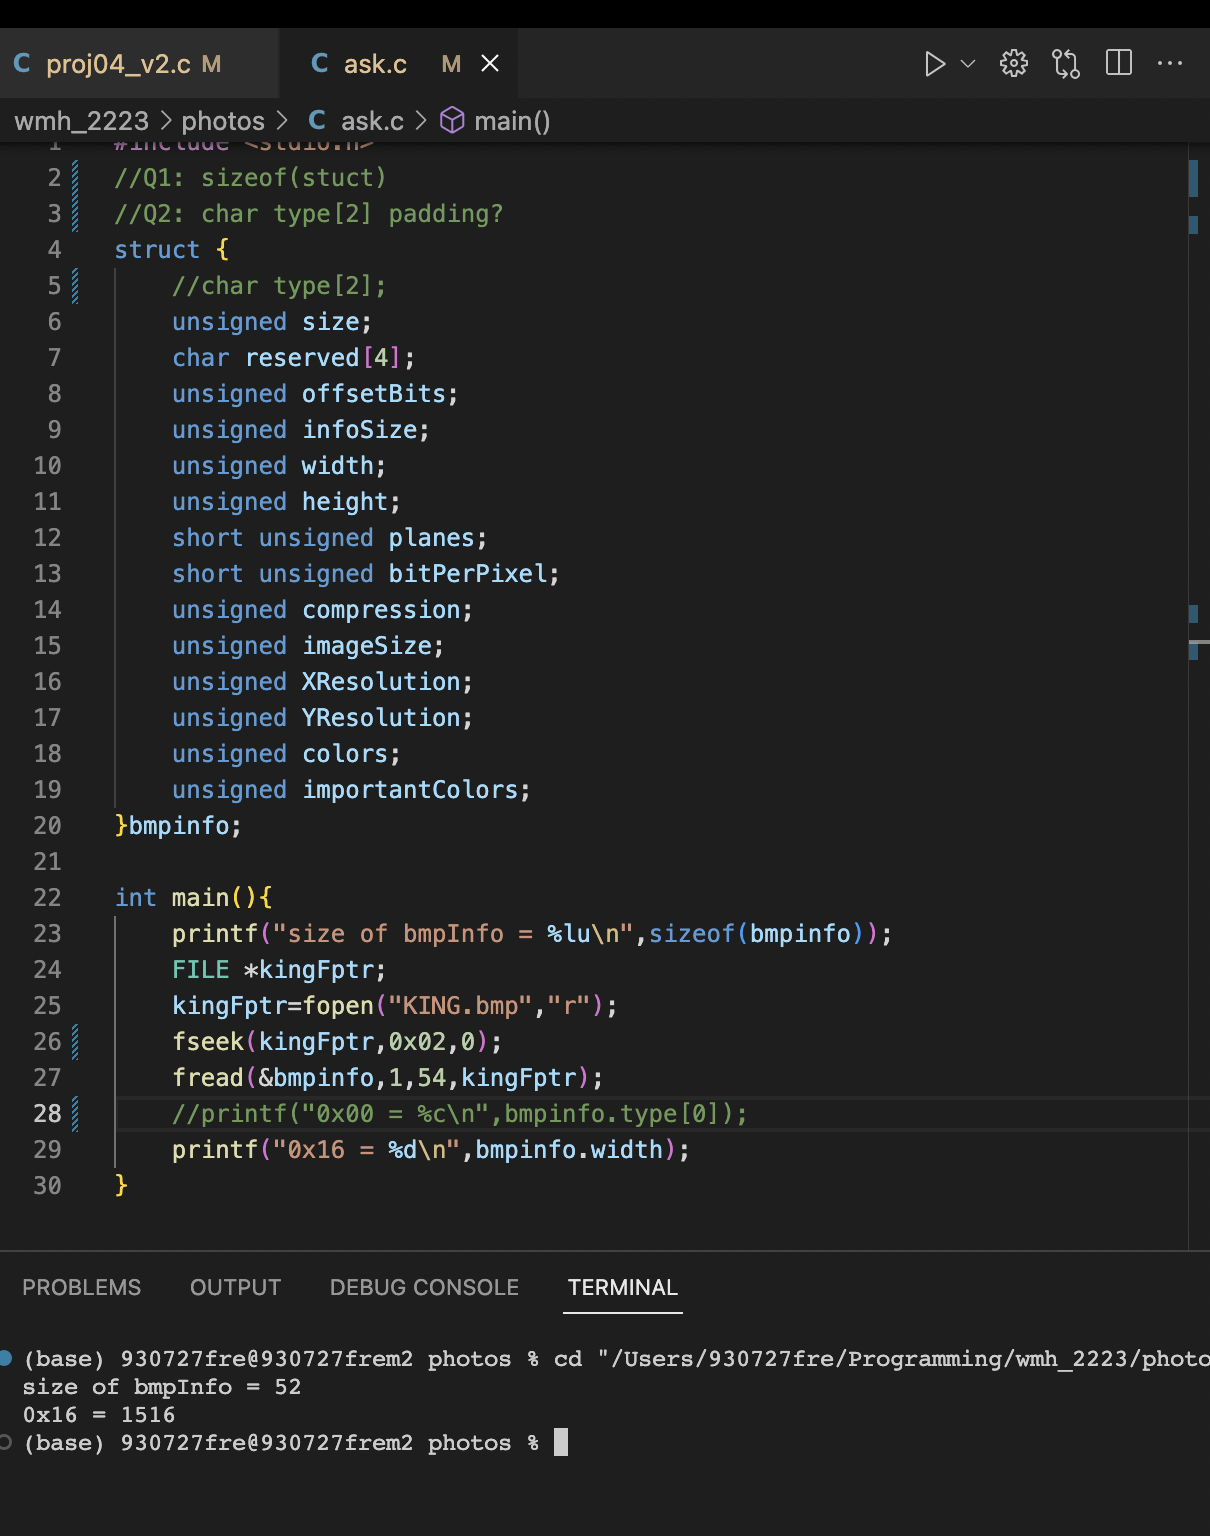 C proj04_v2.c M C ask.c M ×
wmh_2223 > photos > C ask.c > main()
1 #include <stdio.h>
2 //Q1: sizeof(stuct)
3 //Q2: char type[2] padding?
4 struct {
5 //char type[2];
6 unsigned size;
7 char reserved[4];
8 unsigned offsetBits;
9 unsigned infoSize;
10 unsigned width;
11 unsigned height;
12 short unsigned planes;
13 short unsigned bitPerPixel;
14 unsigned compression;
15 unsigned imageSize;
16 unsigned XResolution;
17 unsigned YResolution;
18 unsigned colors;
19 unsigned importantColors;
20 }bmpinfo;
21
22 int main(){
23 printf("size of bmpInfo = %lu\n",sizeof(bmpinfo));
24 FILE *kingFptr;
25 kingFptr=fopen("KING.bmp","r");
26 fseek(kingFptr,0x02,0);
27 fread(&bmpinfo,1,54,kingFptr);
28 //printf("0x00 = %c\n",bmpinfo.type[0]);
29 printf("0x16 = %d\n",bmpinfo.width);
30 }
PROBLEMS OUTPUT DEBUG CONSOLE TERMINAL
(base) 930727fre@930727frem2 photos % cd "/Users/930727fre/Programming/wmh_2223/photo
size of bmpInfo = 52
0x16 = 1516
(base) 930727fre@930727frem2 photos %